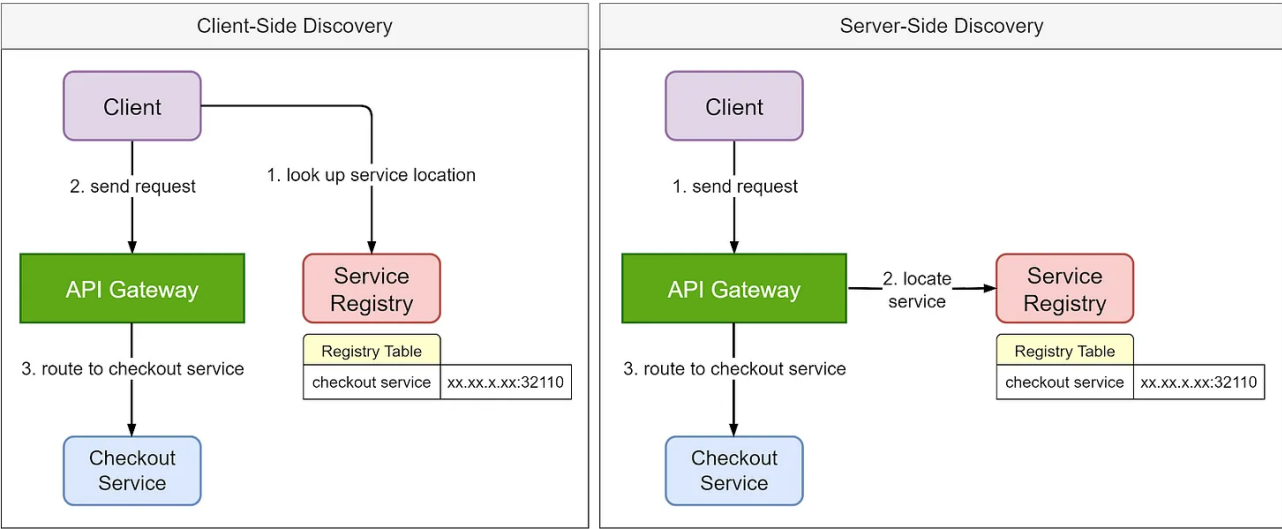 Client-Side Discovery
Client
1. look up service location
2. send request
API Gateway
Service
Registry
Registry Table
checkout service xx.xx.x.xx:32110
3. route to checkout service
Checkout
Service
Server-Side Discovery
Client
1. send request
API Gateway
2. locate
service
Service
Registry
Registry Table
checkout service xx.xx.x.xx:32110
3. route to checkout service
Checkout
Service